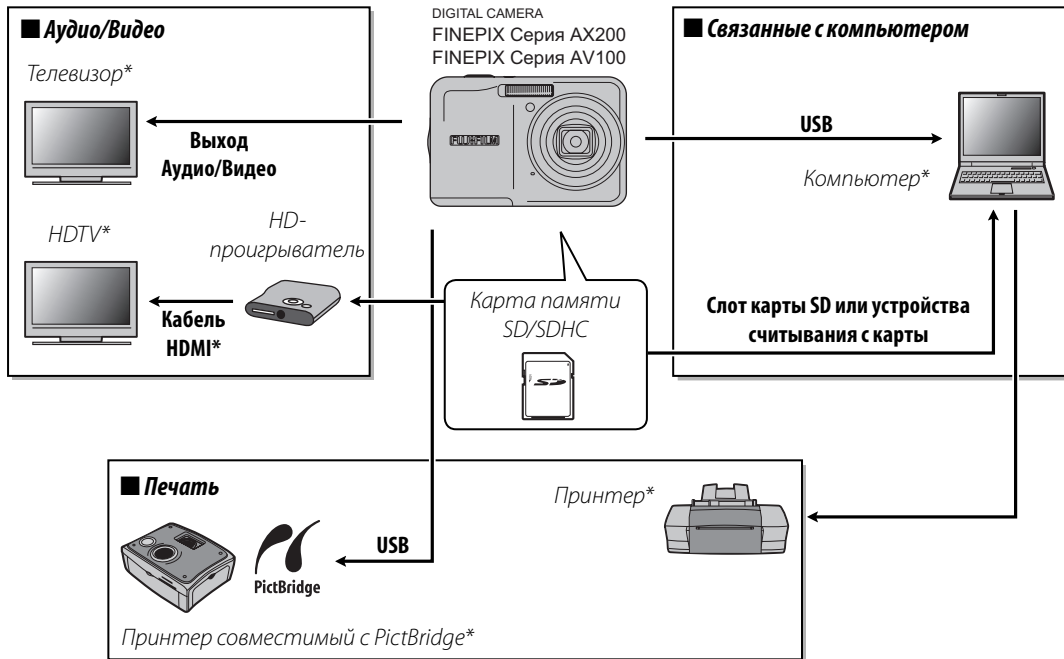 ■ Аудио/Видео
Телевизор*
Выход
Аудио/Видео
HDTV*
HD-
проигрыватель
Кабель
HDMI*
DIGITAL CAMERA
FINEPIX Серия AX200
FINEPIX Серия AV100
FUJIFILM
Карта памяти
SD/SDHC
SD
■ Связанные с компьютером
USB
Компьютер*
Слот карты SD или устройства
считывания с карты
■ Печать
Принтер*
USB
PictBridge
Принтер совместимый с PictBridge*